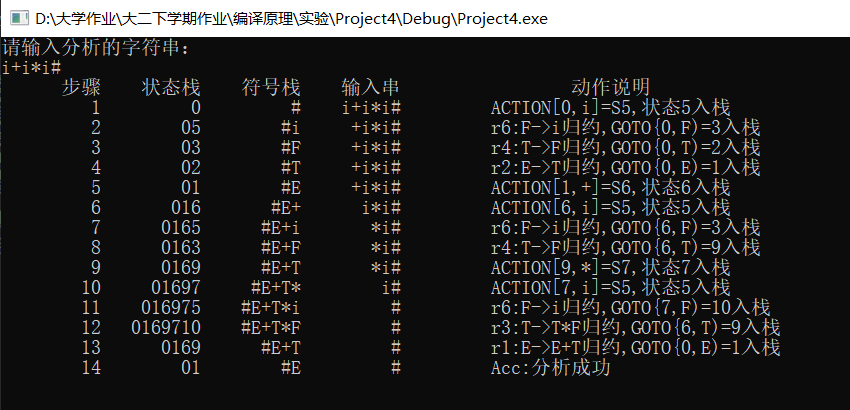 D:\大学作业\大二下学期作业\编译原理\实验\Project4\Debug\Project4.exe
请输入分析的字符串：
i+i*i#
步骤 状态栈 符号栈 输入串 动作说明
1 0 # i+i*i# ACTION[0,i]=S5,状态5入栈
2 05 #i +i*i# r6:F->i归约,GOTO{0,F)=3入栈
3 03 #F +i*i# r4:T->F归约,GOTO{0,T)=2入栈
4 02 #T +i*i# r2:E->T归约,GOTO{0,E)=1入栈
5 01 #E +i*i# ACTION[1,+]=S6,状态6入栈
6 016 #E+ i*i# ACTION[6,i]=S5,状态5入栈
7 0165 #E+i *i# r6:F->i归约,GOTO{6,F)=3入栈
8 0163 #E+F *i# r4:T->F归约,GOTO{6,T)=9入栈
9 0169 #E+T *i# ACTION[9,*]=S7,状态7入栈
10 01697 #E+T* i# ACTION[7,i]=S5,状态5入栈
11 016975 #E+T*i # r6:F->i归约,GOTO{7,F)=10入栈
12 0169710 #E+T*F # r3:T->T*F归约,GOTO{6,T)=9入栈
13 0169 #E+T # r1:E->E+T归约,GOTO{0,E)=1入栈
14 01 #E # Acc:分析成功